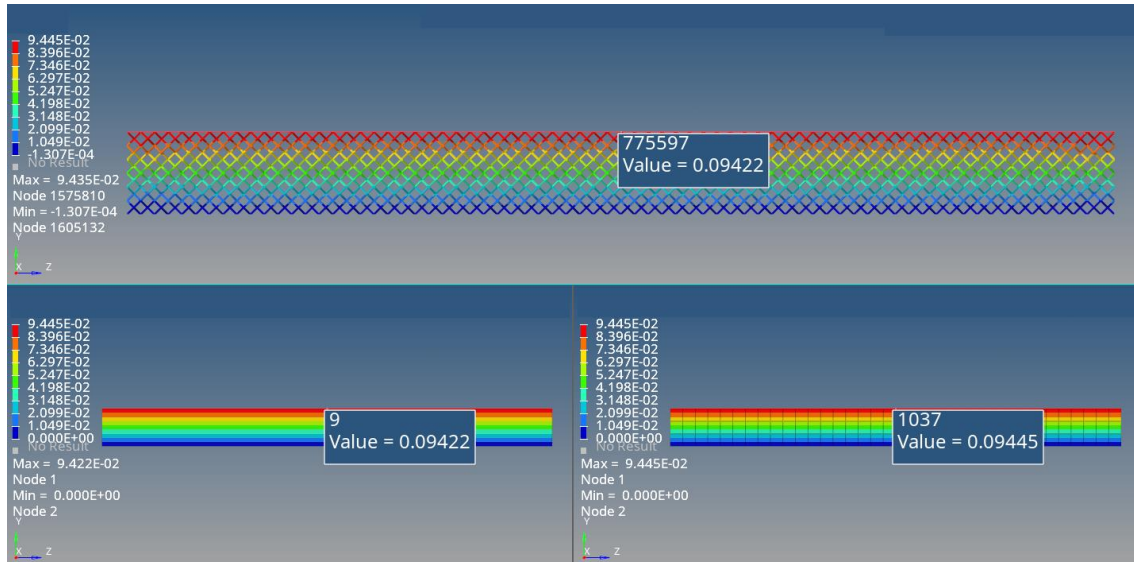 9.445E-02
8.396E-02
7.346E-02
6.297E-02
5.247E-02
4.198E-02
3.148E-02
2.099E-02
1.049E-02
-1.307E-04
No Result
Max = 9.435E-02
Node 1575810
Min = -1.307E-04
Node 1605132
Y
X Z
775597
Value = 0.09422
9.445E-02
8.396E-02
7.346E-02
6.297E-02
5.247E-02
4.198E-02
3.148E-02
2.099E-02
1.049E-02
0.000E+00
No Result
Max = 9.422E-02
Node 1
Min = 0.000E+00
Node 2
Y
X Z
9
Value = 0.09422
9.445E-02
8.396E-02
7.346E-02
6.297E-02
5.247E-02
4.198E-02
3.148E-02
2.099E-02
1.049E-02
0.000E+00
No Result
Max = 9.445E-02
Node 1
Min = 0.000E+00
Node 2
Y
X Z
1037
Value = 0.09445